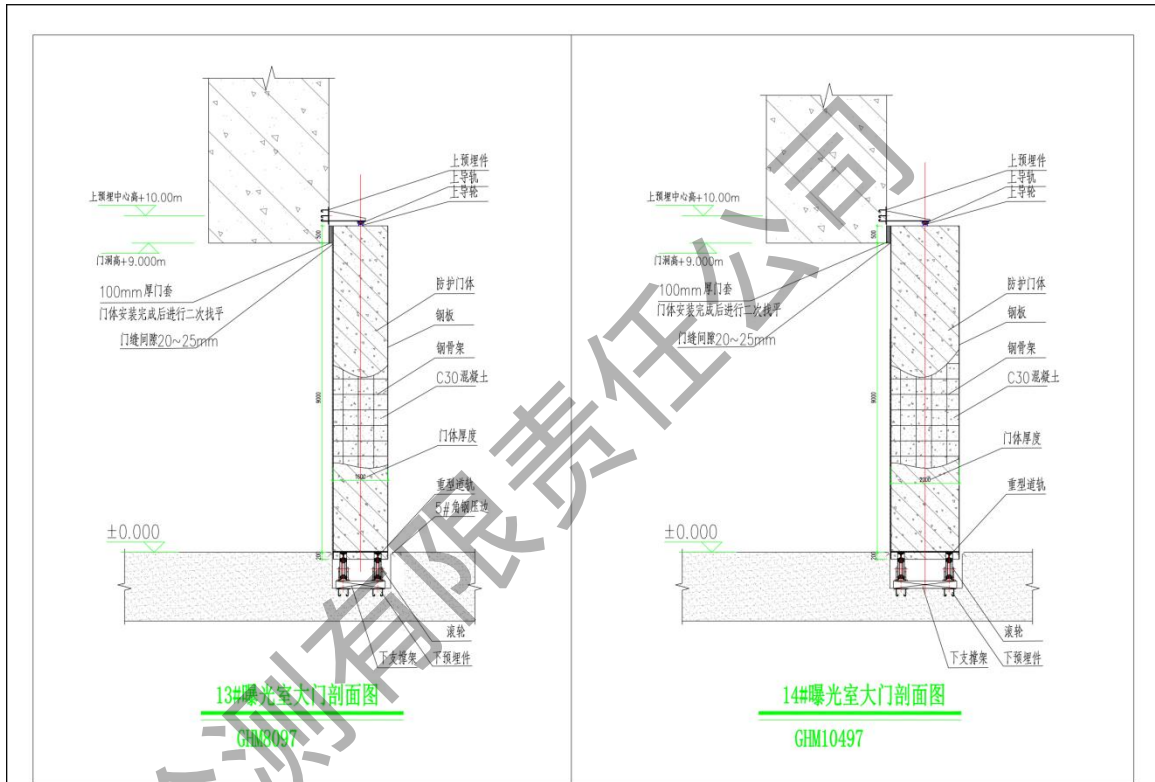 上预埋件
上导轨
上导轮
上预埋中心高+10.00m
500
门洞高+9.000m
100mm厚门套
门体安装完成后进行二次找平
门缝间隙20~25mm
防护门体
钢板
钢骨架
C30混凝土
9000
门体厚度
重型道轨
5#角钢压边
±0.000
200
滚轮
下支撑架
下预埋件
13#曝光室大门剖面图
GHM8097
上预埋件
上导轨
上导轮
上预埋中心高+10.00m
500
门洞高+9.000m
100mm厚门套
门体安装完成后进行二次找平
门缝间隙20~25mm
防护门体
钢板
钢骨架
C30混凝土
9000
门体厚度
重型道轨
±0.000
200
滚轮
下支撑架
下预埋件
14#曝光室大门剖面图
GHM10497
测有限责任公司